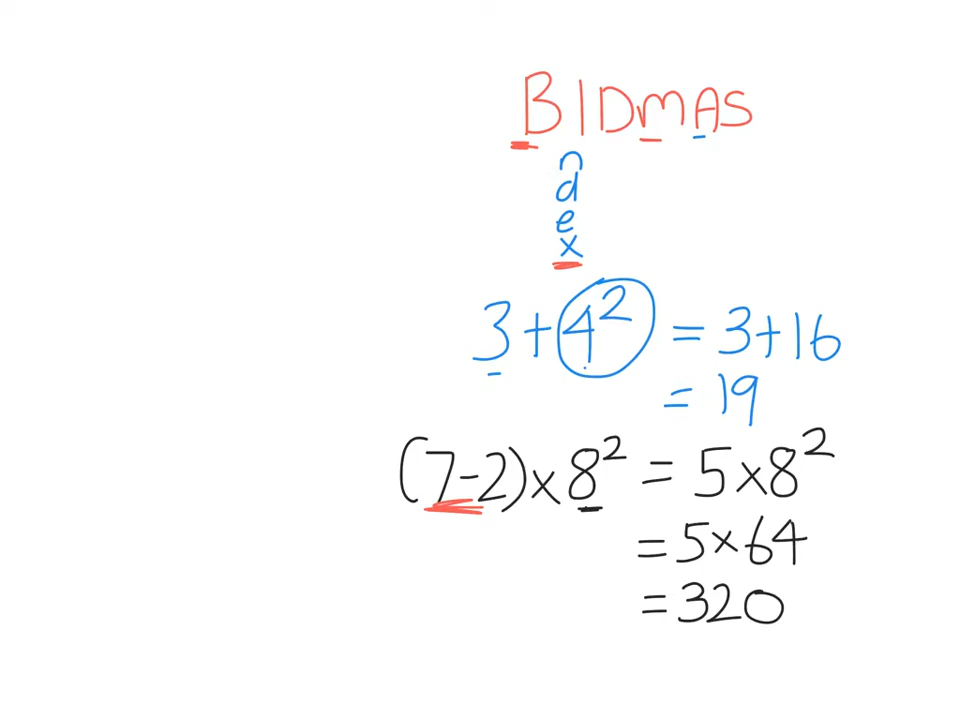 BIDMAS
n
d
e
x
3 + 4² = 3 + 16
= 19
(7-2) × 8² = 5 × 8²
= 5 × 64
= 320